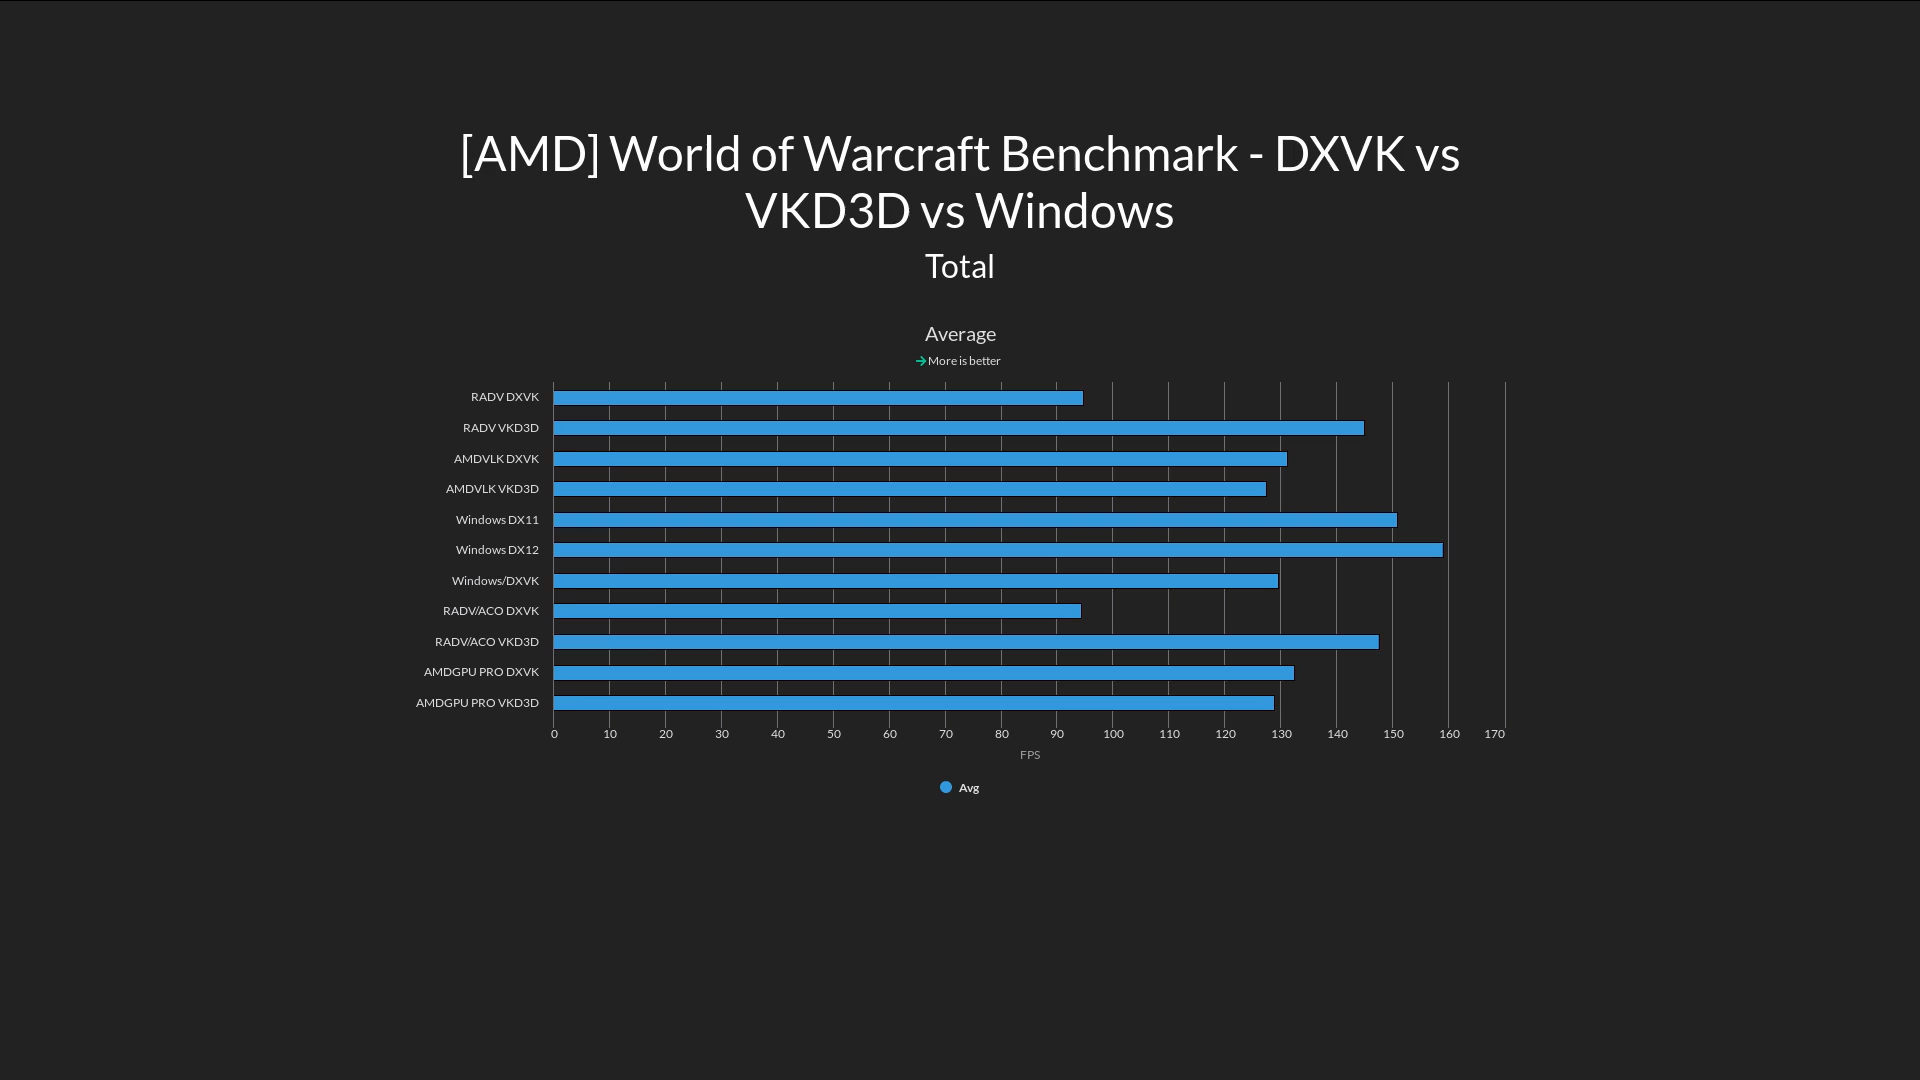 [AMD] World of Warcraft Benchmark - DXVK vs
VKD3D vs Windows
Total
Average
More is better
RADV DXVK
RADV VKD3D
AMDVLK DXVK
AMDVLK VKD3D
Windows DX11
Windows DX12
Windows/DXVK
RADV/ACO DXVK
RADV/ACO VKD3D
AMDGPU PRO DXVK
AMDGPU PRO VKD3D
0 10 20 30 40 50 60 70 80 90 100 110 120 130 140 150 160 170
FPS
Avg